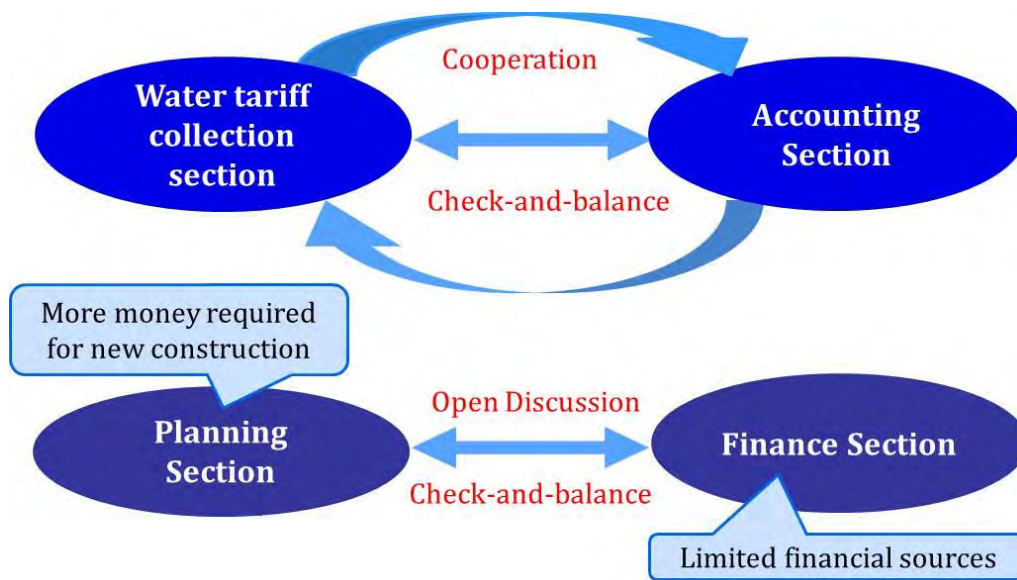 Cooperation
Water tariff
collection
section
Accounting
Section
Check-and-balance
More money required
for new construction
Open Discussion
Planning
Section
Finance Section
Check-and-balance
Limited financial sources